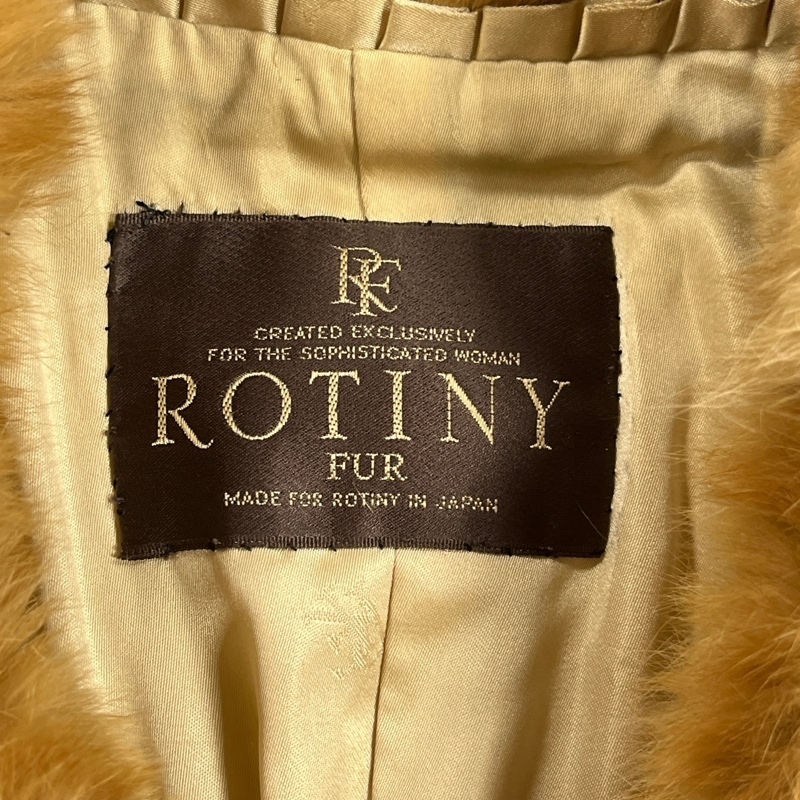 RF
CREATED EXCLUSIVELY
FOR THE SOPHISTICATED WOMAN
ROTINY
FUR
MADE FOR ROTINY IN JAPAN